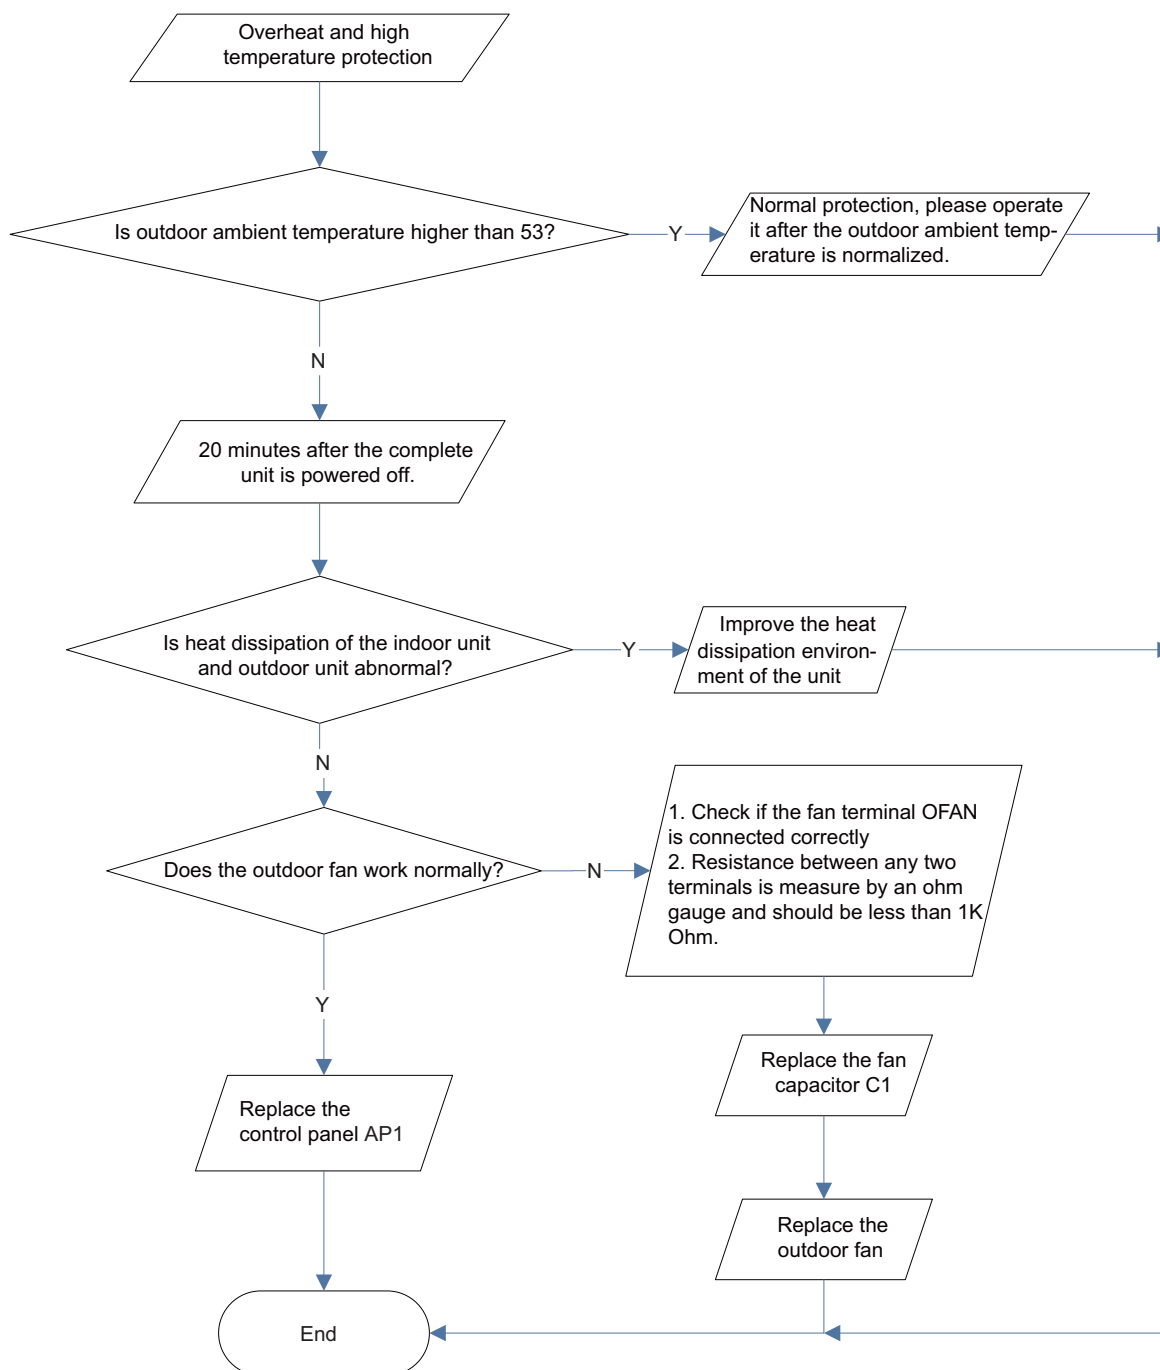 Overheat and high
temperature protection
Is outdoor ambient temperature higher than 53?
Y
Normal protection, please operate
it after the outdoor ambient temp-
erature is normalized.
N
20 minutes after the complete
unit is powered off.
Is heat dissipation of the indoor unit
and outdoor unit abnormal?
Y
Improve the heat
dissipation environ-
ment of the unit
N
Does the outdoor fan work normally?
N
1. Check if the fan terminal OFAN
is connected correctly
2. Resistance between any two
terminals is measure by an ohm
gauge and should be less than 1K
Ohm.
Y
Replace the fan
capacitor C1
Replace the
control panel AP1
Replace the
outdoor fan
End